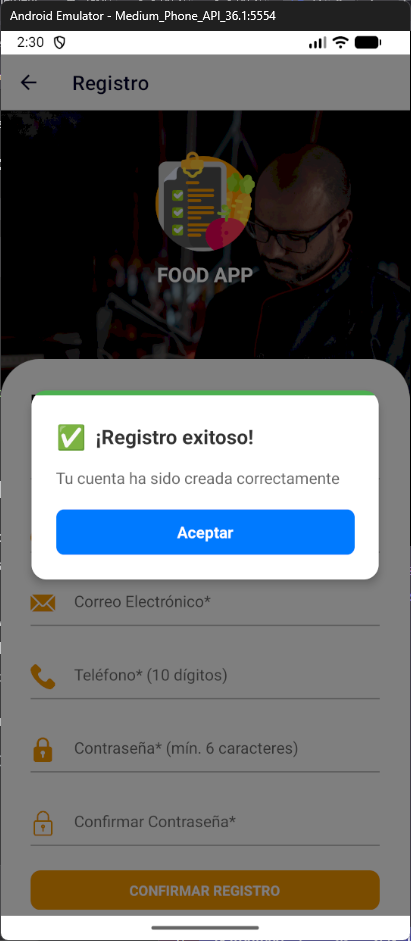 Android Emulator - Medium_Phone_API_36.1:5554
2:30
Registro
FOOD APP
¡Registro exitoso!
Tu cuenta ha sido creada correctamente
Aceptar
Correo Electrónico*
Teléfono* (10 dígitos)
Contraseña* (mín. 6 caracteres)
Confirmar Contraseña*
CONFIRMAR REGISTRO